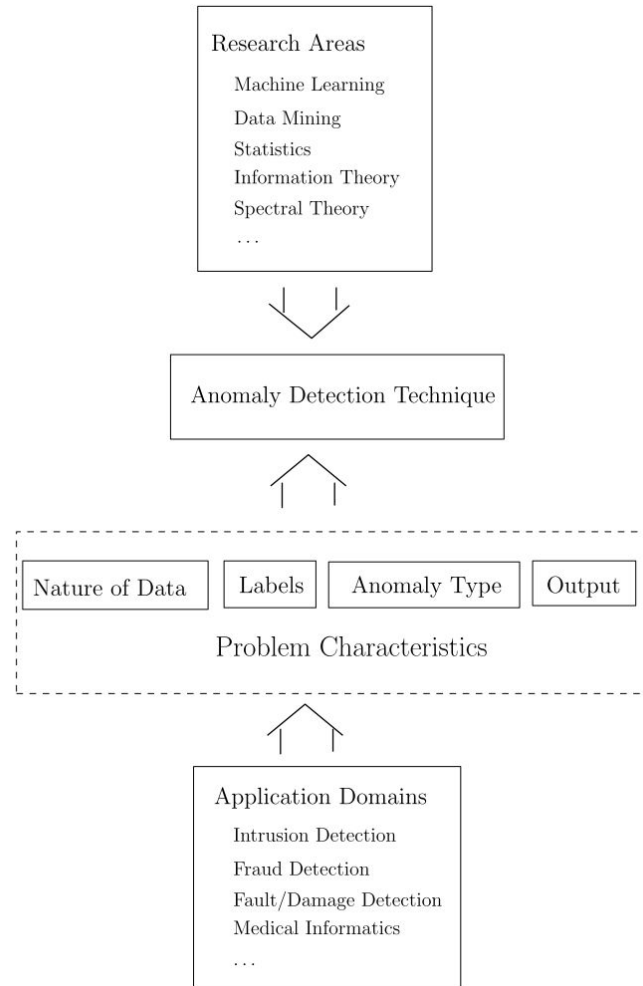 Research Areas
Machine Learning
Data Mining
Statistics
Information Theory
Spectral Theory
...
Anomaly Detection Technique
Nature of Data
Labels
Anomaly Type
Output
Problem Characteristics
Application Domains
Intrusion Detection
Fraud Detection
Fault/Damage Detection
Medical Informatics
...